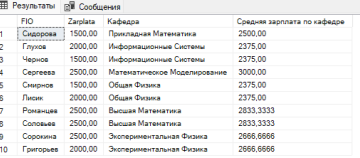 Результаты Сообщения
FIO Zarplata Кафедра Средняя зарплата по кафедре
1 Сидорова 1500,00 Прикладная Математика 2500,00
2 Глухов 2000,00 Информационные Системы 2375,00
3 Чернов 1500,00 Информационные Системы 2375,00
4 Сергеева 2500,00 Математическое Моделирование 3000,00
5 Смирнов 1500,00 Общая Физика 2375,00
6 Лисик 2000,00 Общая Физика 2375,00
7 Романцев 2500,00 Высшая Математика 2833,3333
8 Соловьев 2500,00 Высшая Математика 2833,3333
9 Сорокина 2500,00 Экспериментальная Физика 2666,6666
10 Григорьев 2000,00 Экспериментальная Физика 2666,6666